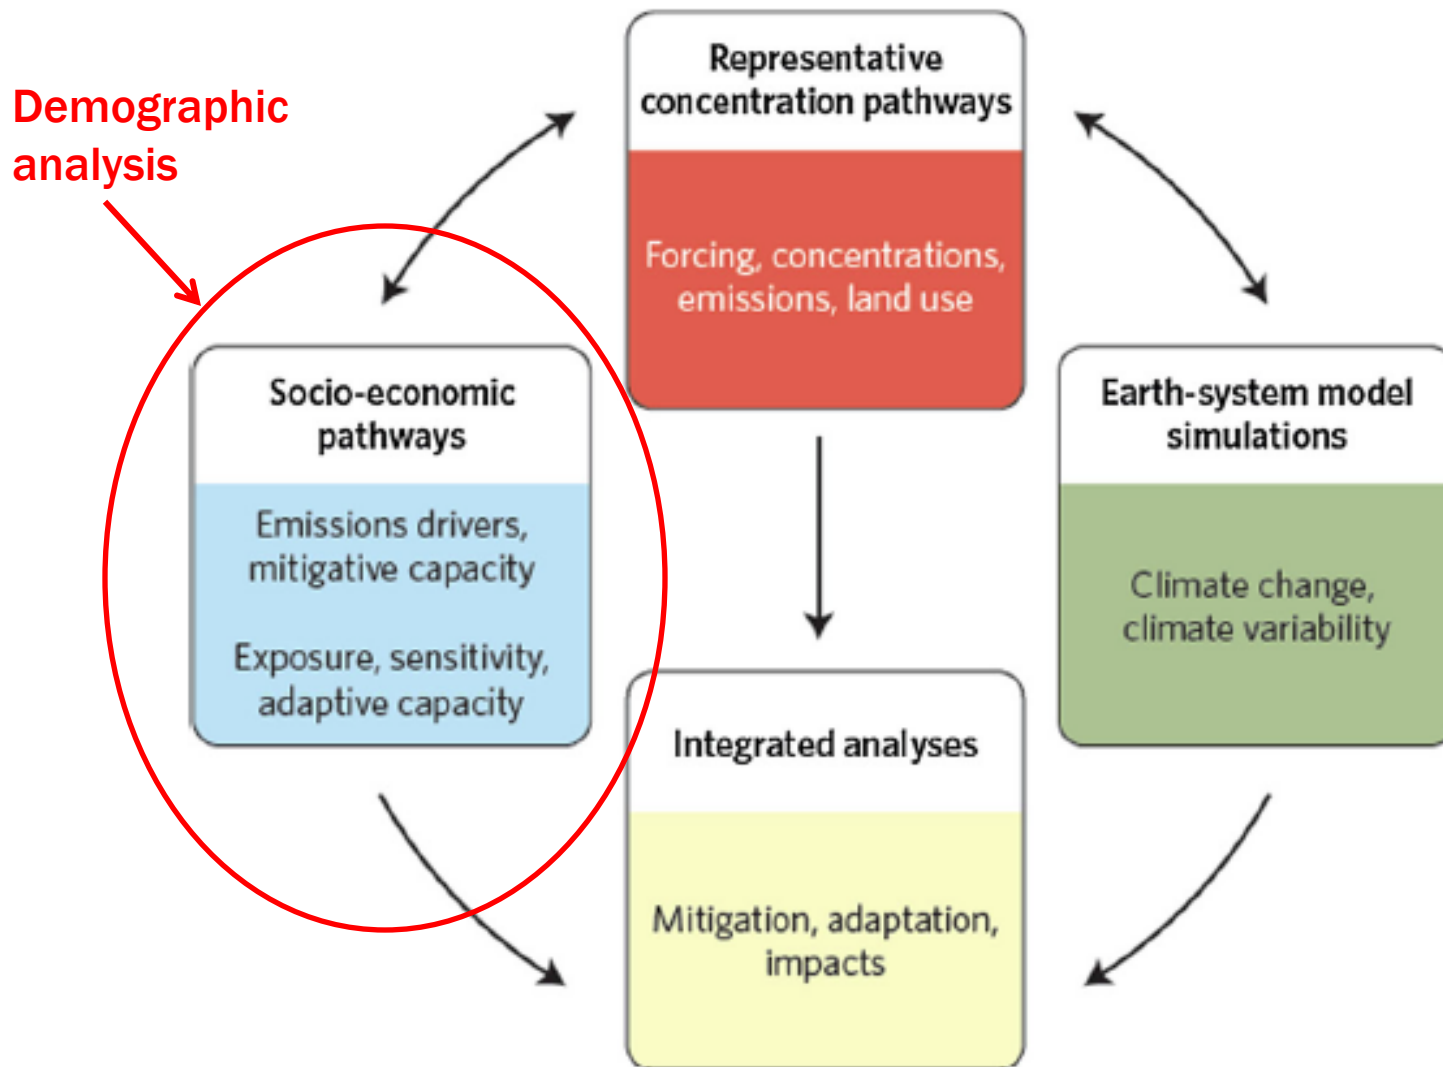 Demographic
analysis
Representative
concentration pathways
Forcing, concentrations,
emissions, land use
Socio-economic
pathways
Emissions drivers,
mitigative capacity
Exposure, sensitivity,
adaptive capacity
Earth-system model
simulations
Climate change,
climate variability
Integrated analyses
Mitigation, adaptation,
impacts